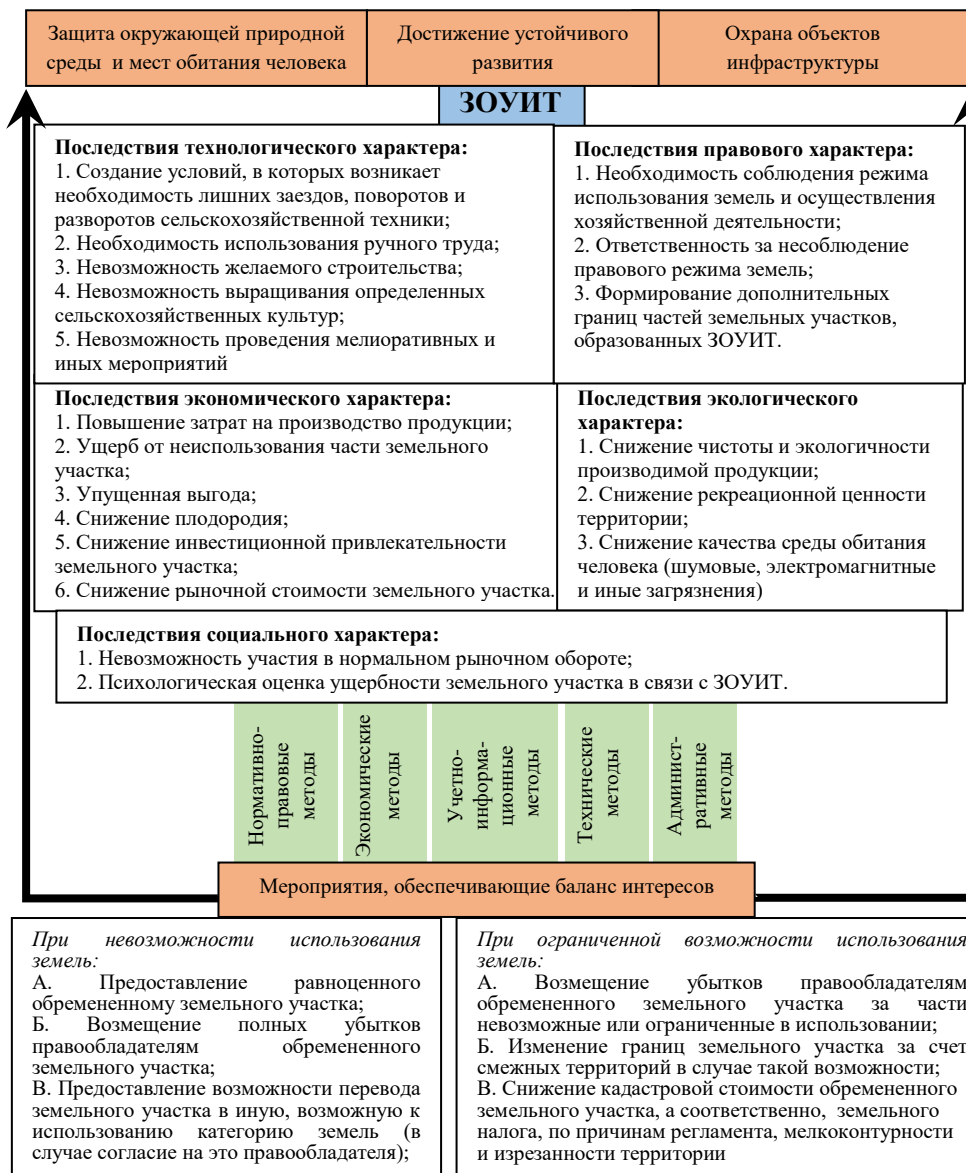 Защита окружающей природной
среды и мест обитания человека
Достижение устойчивого
развития
Охрана объектов
инфраструктуры
ЗОУИТ
Последствия технологического характера:
1. Создание условий, в которых возникает
необходимость лишних заездов, поворотов и
разворотов сельскохозяйственной техники;
2. Необходимость использования ручного труда;
3. Невозможность желаемого строительства;
4. Невозможность выращивания определенных
сельскохозяйственных культур;
5. Невозможность проведения мелиоративных и
иных мероприятий
Последствия правового характера:
1. Необходимость соблюдения режима
использования земель и осуществления
хозяйственной деятельности;
2. Ответственность за несоблюдение
правового режима земель;
3. Формирование дополнительных
границ частей земельных участков,
образованных ЗОУИТ.
Последствия экономического характера:
1. Повышение затрат на производство продукции;
2. Ущерб от неиспользования части земельного
участка;
3. Упущенная выгода;
4. Снижение плодородия;
5. Снижение инвестиционной привлекательности
земельного участка;
6. Снижение рыночной стоимости земельного участка.
Последствия экологического
характера:
1. Снижение чистоты и экологичности
производимой продукции;
2. Снижение рекреационной ценности
территории;
3. Снижение качества среды обитания
человека (шумовые, электромагнитные
и иные загрязнения)
Последствия социального характера:
1. Невозможность участия в нормальном рыночном обороте;
2. Психологическая оценка ущербности земельного участка в связи с ЗОУИТ.
Нормативно-
правовые
методы
Экономические
методы
Учетно-
информа-
ционные
методы
Технические
методы
Админист-
ративные
методы
Мероприятия, обеспечивающие баланс интересов
При невозможности использования
земель:
А. Предоставление равноценного
обремененному земельного участка;
Б. Возмещение полных убытков
правообладателям обремененного
земельного участка;
В. Предоставление возможности перевода
земельного участка в иную, возможную к
использованию категорию земель (в
случае согласие на это правообладателя);
При ограниченной возможности использования
земель:
А. Возмещение убытков правообладателям
обремененного земельного участка за части
невозможные или ограниченные в использовании;
Б. Изменение границ земельного участка за счет
смежных территорий в случае такой возможности;
В. Снижение кадастровой стоимости обремененного
земельного участка, а соответственно, земельного
налога, по причинам регламента, мелкоконтурности
и изрезанности территории